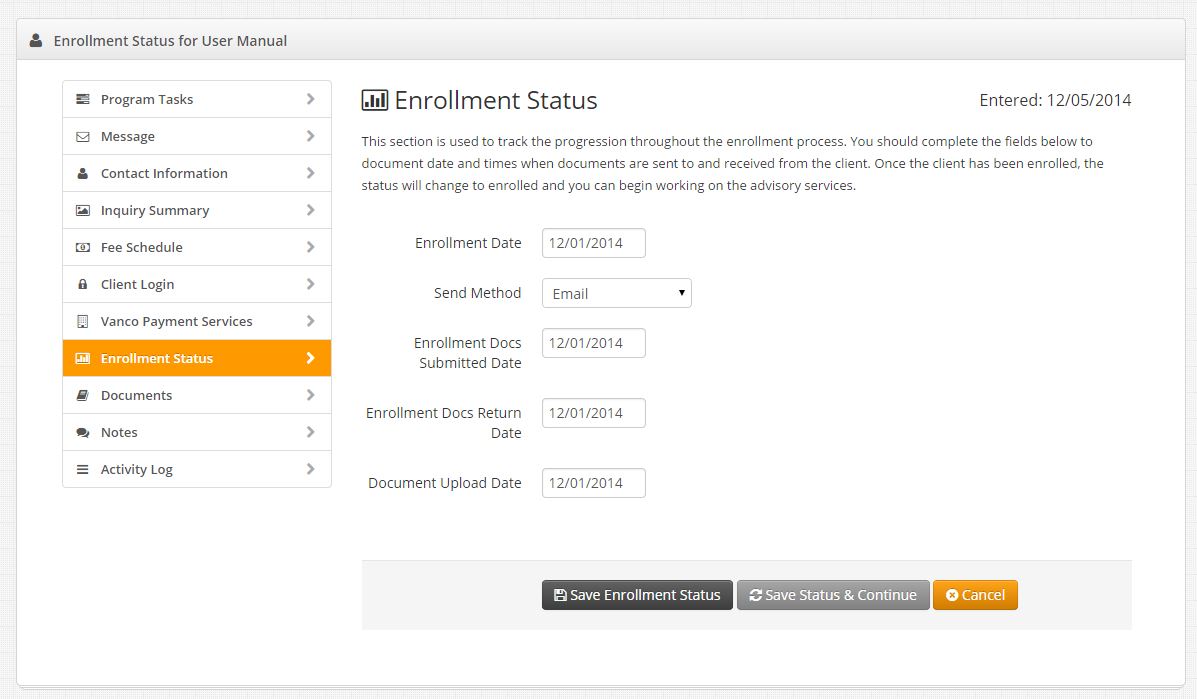 Enrollment Status for User Manual
Program Tasks
Message
Contact Information
Inquiry Summary
Fee Schedule
Client Login
Vanco Payment Services
Enrollment Status
Documents
Notes
Activity Log
Enrollment Status
Entered: 12/05/2014
This section is used to track the progression throughout the enrollment process. You should complete the fields below to
document date and times when documents are sent to and received from the client. Once the client has been enrolled, the
status will change to enrolled and you can begin working on the advisory services.
Enrollment Date 12/01/2014
Send Method Email
Enrollment Docs 12/01/2014
Submitted Date
Enrollment Docs Return 12/01/2014
Date
Document Upload Date 12/01/2014
Save Enrollment Status Save Status & Continue Cancel